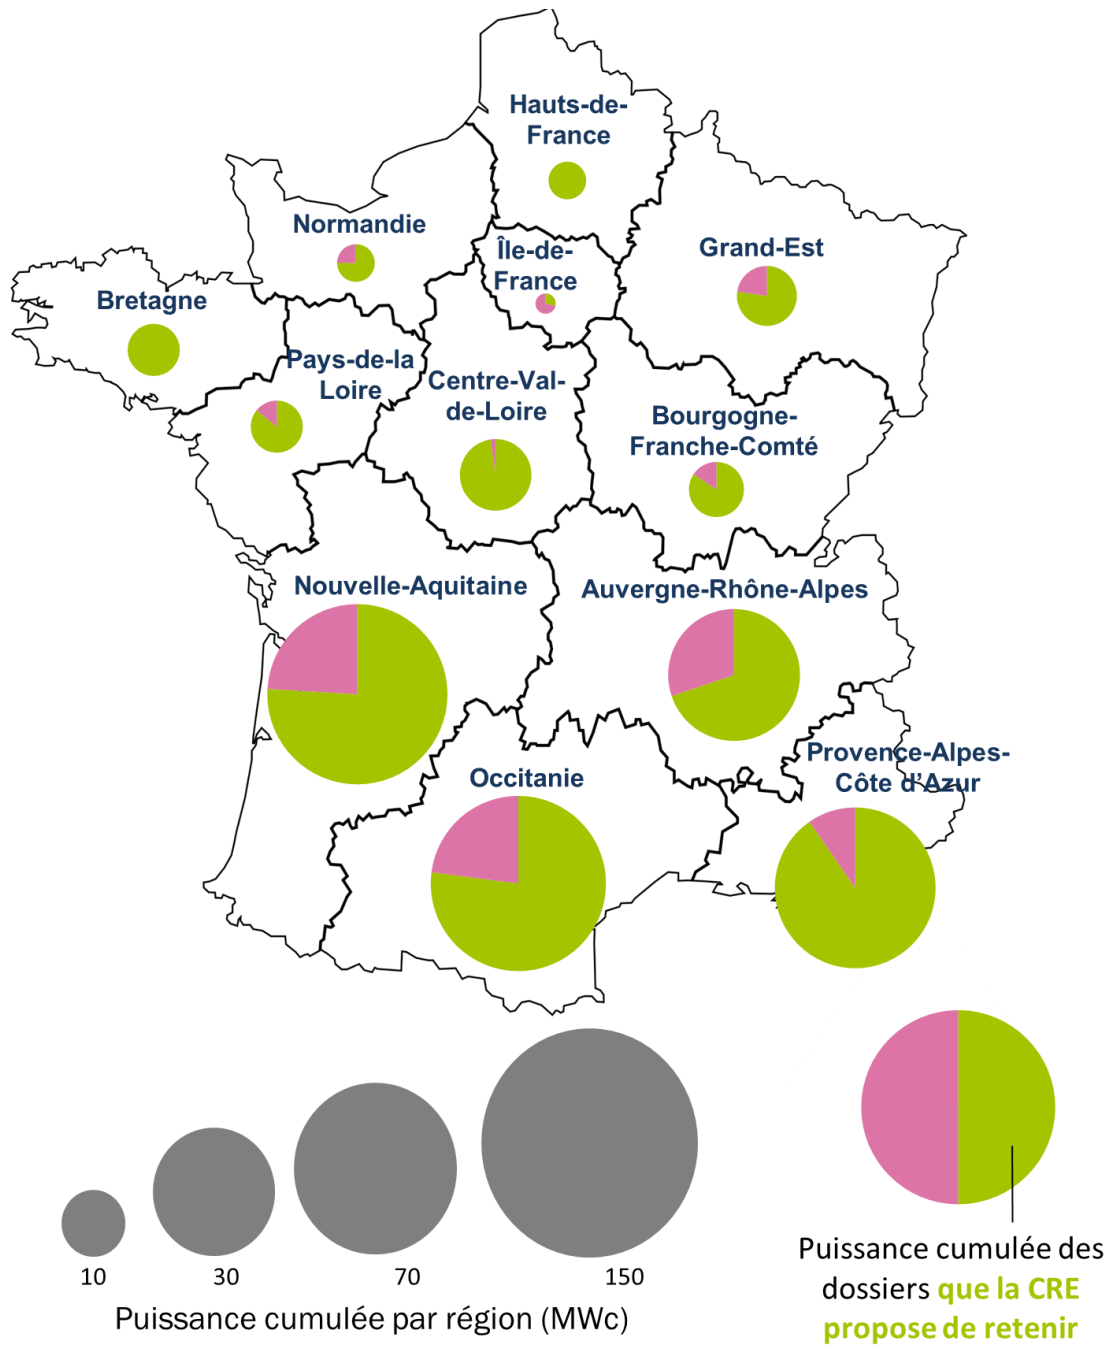 Hauts-de-
France
Normandie
Île-de-
France
Grand-Est
Bretagne
Pays-de-la
Loire
Centre-Val-
de-Loire
Bourgogne-
Franche-Comté
Nouvelle-Aquitaine
Auvergne-Rhône-Alpes
Provence-Alpes-
Côte d'Azur
Occitanie
10 30 70 150
Puissance cumulée par région (MWc)
Puissance cumulée des
dossiers que la CRE
propose de retenir